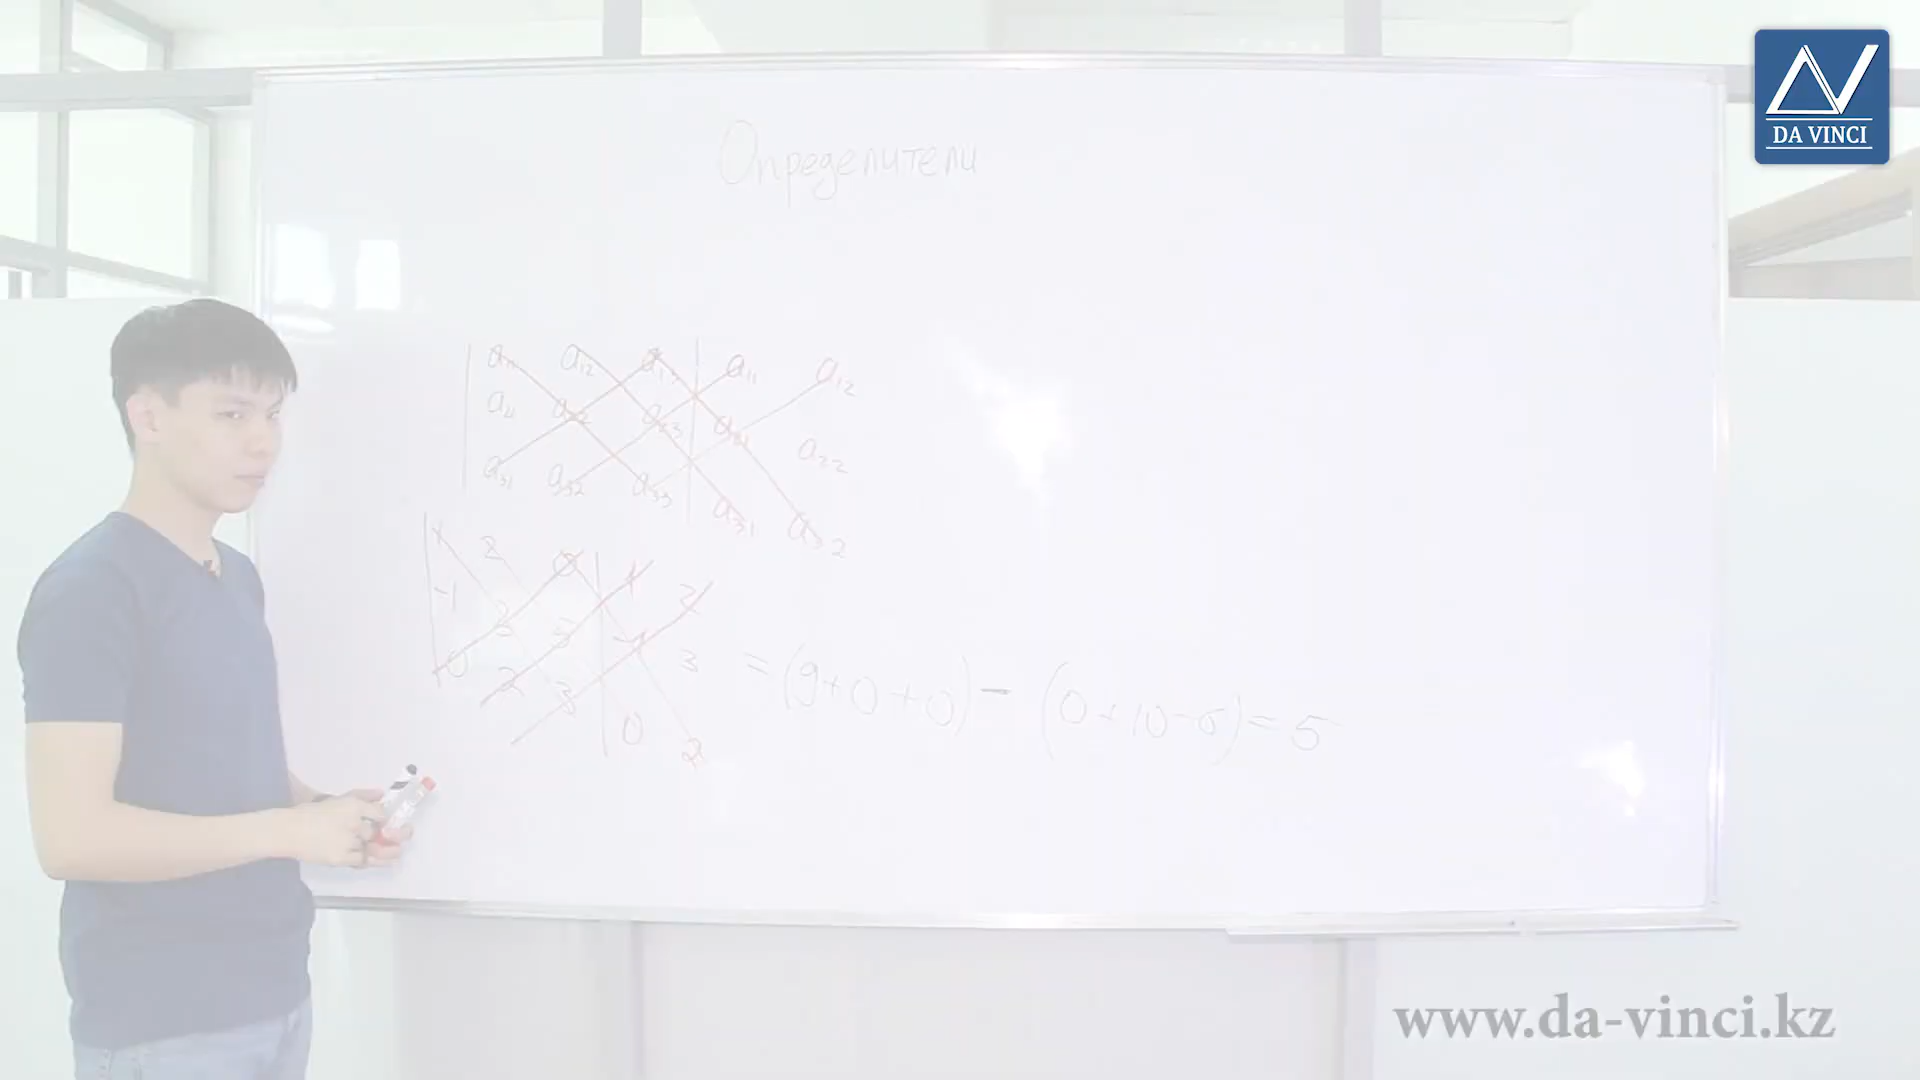 DA VINCI
Определители
a₁₁ a₁₂ a₁₃ | a₁₁ a₁₂
a₂₁ a₂₂ a₂₃ | a₂₁ a₂₂
a₃₁ a₃₂ a₃₃ | a₃₁ a₃₂
1 2 0 | 1 2
-1 3 5 | -1 3
0 2 3 | 0 2
= (9+0+0) - (0+10-6) = 5
www.da-vinci.kz